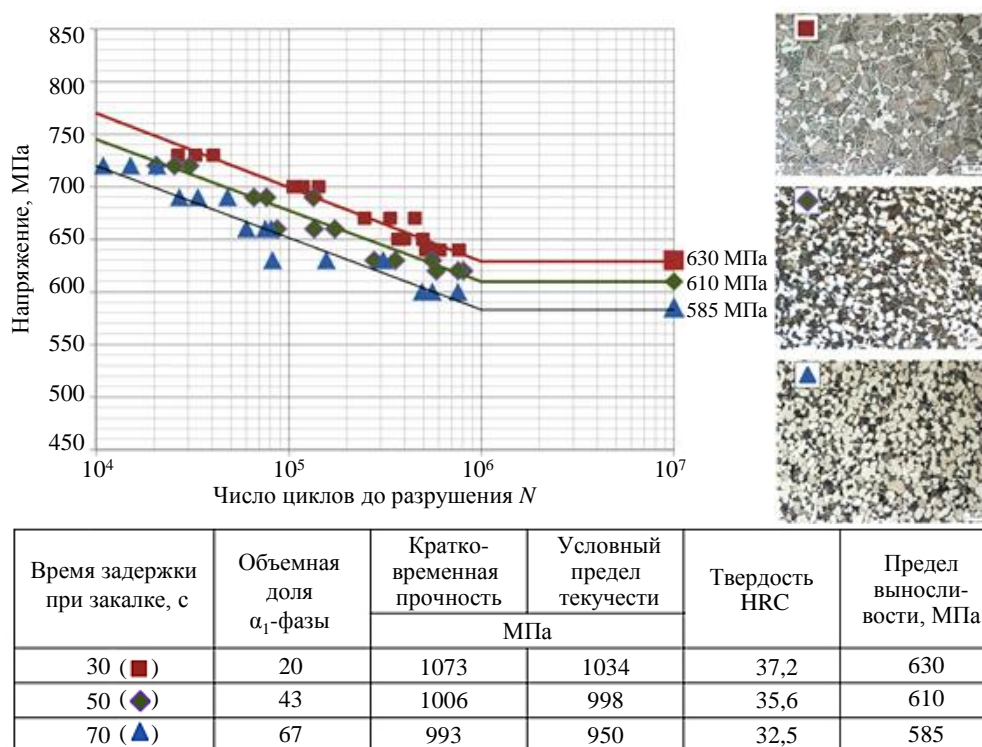 850
800
750
700
650
600
550
500
450
Напряжение, МПа
630 МПа
610 МПа
585 МПа
10⁴
10⁵
10⁶
10⁷
Число циклов до разрушения N
Время задержки
при закалке, с
Объемная
доля
α₁-фазы
Кратко-
временная
прочность
Условный
предел
текучести
МПа
Твердость
HRC
Предел
выносли-
вости, МПа
30 (■) 20 1073 1034 37,2 630
50 (◆) 43 1006 998 35,6 610
70 (▲) 67 993 950 32,5 585